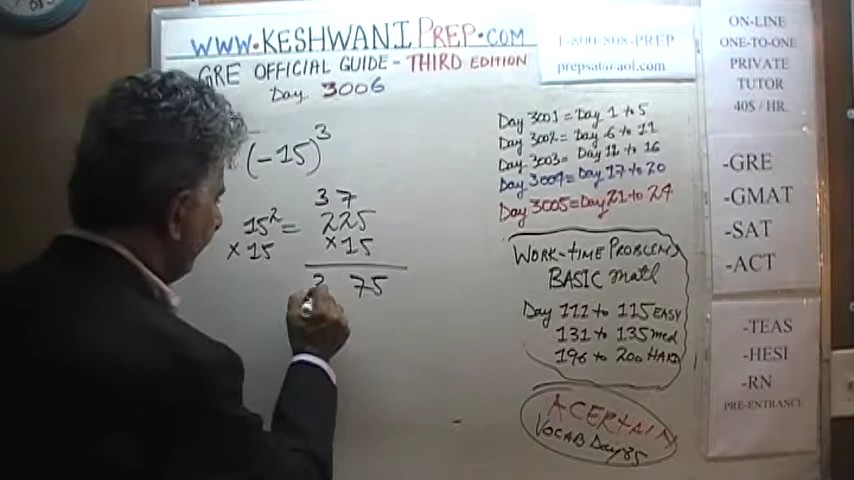 WWW.KESHWANIPREP.COM
GRE OFFICIAL GUIDE - THIRD EDITION
Day 3006
1-800-808-PREP
prepsat@aol.com
(-15)³
3 7
15² = 225
×15 ×15
75
Day 3001 = Day 1 to 5
Day 3002 = Day 6 to 11
Day 3003 = Day 12 to 16
Day 3004 = Day 17 to 20
Day 3005 = Day 21 to 24
WORK-time PROBLEMS
BASIC math
Day 111 to 115 EASY
131 to 135 med
196 to 200 HARD
ACERTAIN
VOCAB Day 85
ON-LINE
ONE-TO-ONE
PRIVATE
TUTOR
40$ / HR
-GRE
-GMAT
-SAT
-ACT
-TEAS
-HESI
-RN
PRE-ENTRANCE